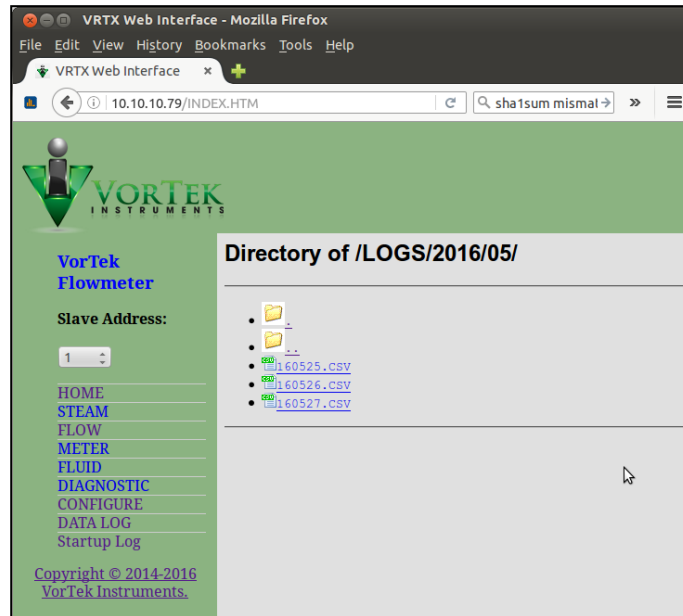 VRTX Web Interface - Mozilla Firefox
File Edit View History Bookmarks Tools Help
VRTX Web Interface ×
10.10.10.79/INDEX.HTM
sha1sum mismat
VORTEK
INSTRUMENTS
VorTek
Flowmeter
Slave Address:
1
HOME
STEAM
FLOW
METER
FLUID
DIAGNOSTIC
CONFIGURE
DATA LOG
Startup Log
Copyright © 2014-2016
VorTek Instruments.
Directory of /LOGS/2016/05/
.
..
160525.CSV
160526.CSV
160527.CSV